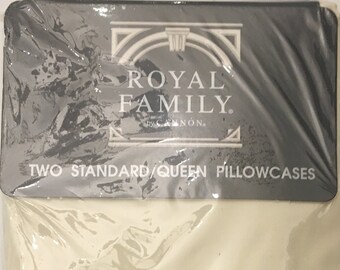 ROYAL
FAMILY®
by CANNON®
TWO STANDARD/QUEEN PILLOWCASES